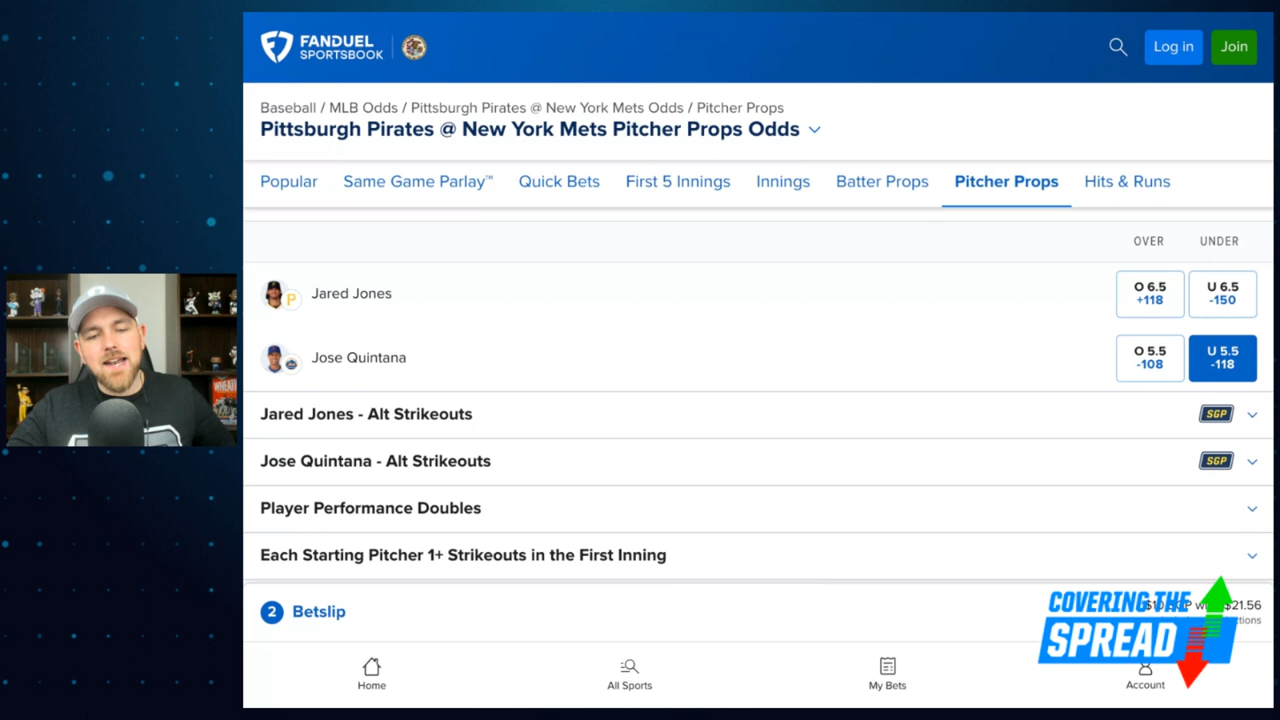 FANDUEL
SPORTSBOOK
Log in
Join
Baseball / MLB Odds / Pittsburgh Pirates @ New York Mets Odds / Pitcher Props
Pittsburgh Pirates @ New York Mets Pitcher Props Odds
Popular Same Game Parlay™ Quick Bets First 5 Innings Innings Batter Props Pitcher Props Hits & Runs
OVER UNDER
P Jared Jones
O 6.5 U 6.5
+118 -150
Jose Quintana
O 5.5 U 5.5
-108 -118
Jared Jones - Alt Strikeouts SGP
Jose Quintana - Alt Strikeouts SGP
Player Performance Doubles
Each Starting Pitcher 1+ Strikeouts in the First Inning
2 Betslip
$21.56
COVERING THE
SPREAD
Home All Sports My Bets Account